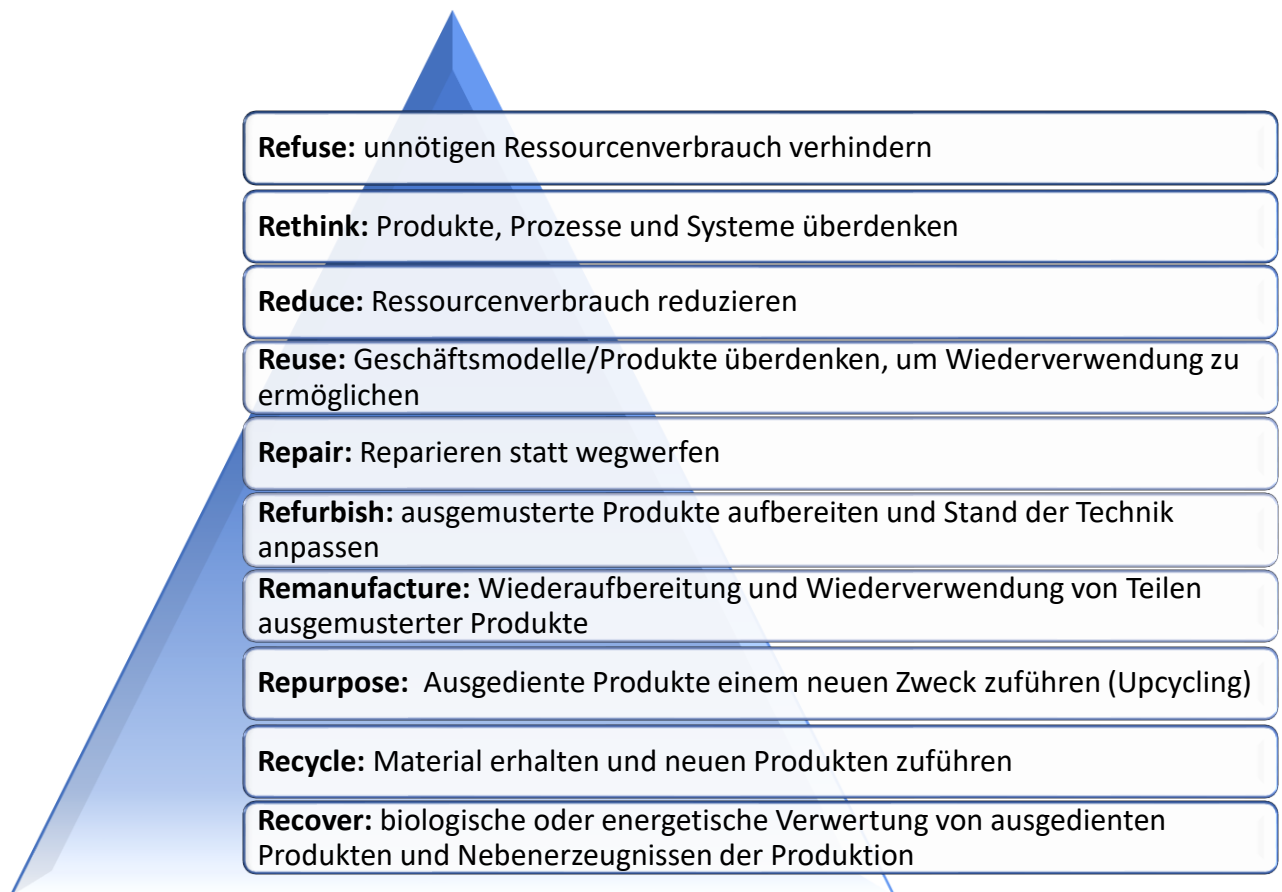 Refuse: unnötigen Ressourcenverbrauch verhindern
Rethink: Produkte, Prozesse und Systeme überdenken
Reduce: Ressourcenverbrauch reduzieren
Reuse: Geschäftsmodelle/Produkte überdenken, um Wiederverwendung zu
ermöglichen
Repair: Reparieren statt wegwerfen
Refurbish: ausgemusterte Produkte aufbereiten und Stand der Technik
anpassen
Remanufacture: Wiederaufbereitung und Wiederverwendung von Teilen
ausgemusterter Produkte
Repurpose:  Ausgediente Produkte einem neuen Zweck zuführen (Upcycling)
Recycle: Material erhalten und neuen Produkten zuführen
Recover: biologische oder energetische Verwertung von ausgedienten
Produkten und Nebenerzeugnissen der Produktion